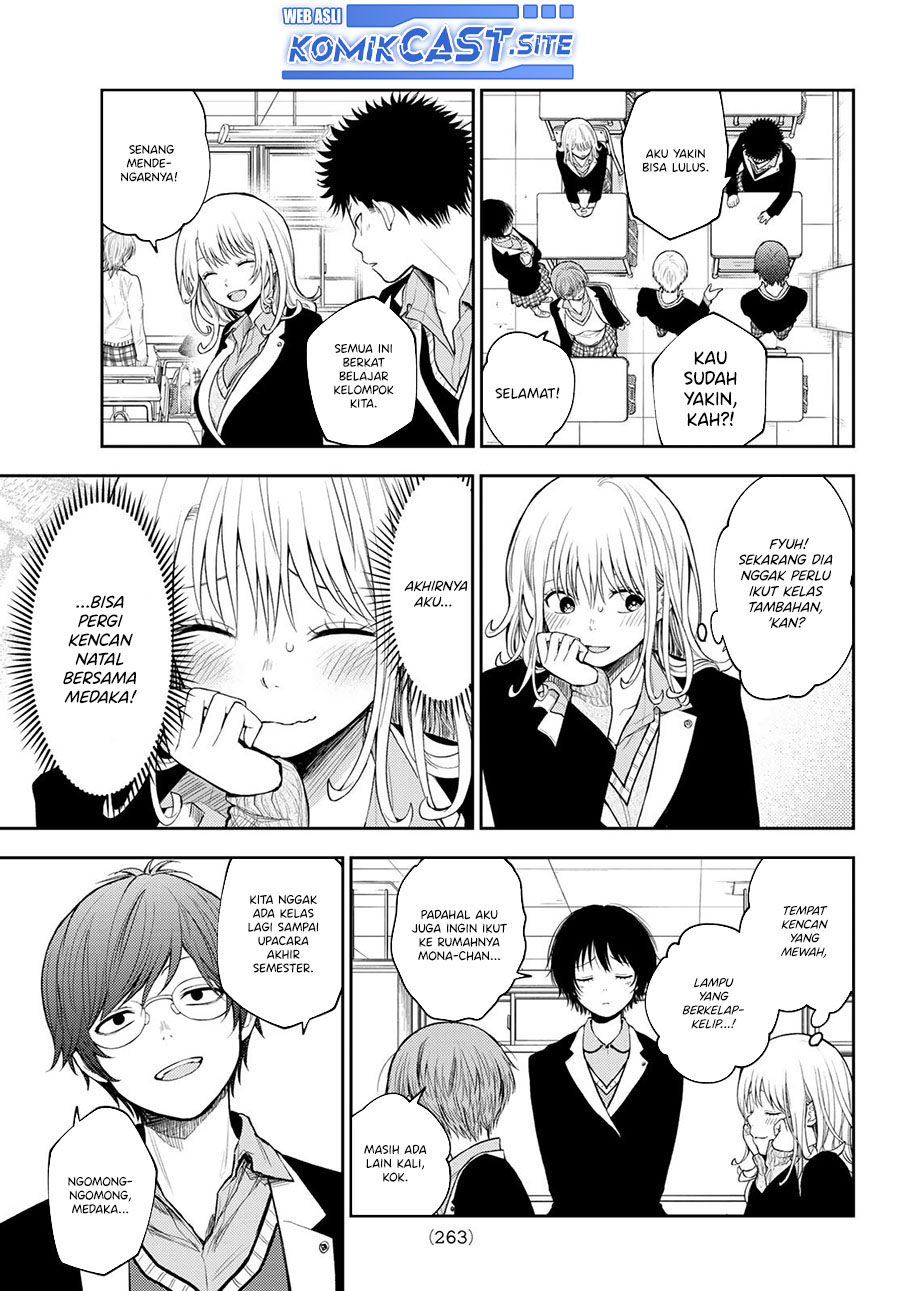 WEB ASLI
KOMIKCAST.SITE
AKU YAKIN
BISA LULUS.
KAU
SUDAH
YAKIN,
KAH?!
SELAMAT!
SENANG
MENDE-
NGARNYA!
SEMUA INI
BERKAT
BELAJAR
KELOMPOK
KITA.
FYUH!
SEKARANG DIA
NGGAK PERLU
IKUT KELAS
TAMBAHAN,
'KAN?
AKHIRNYA
AKU...
...BISA
PERGI
KENCAN
NATAL
BERSAMA
MEDAKA!
TEMPAT
KENCAN
YANG
MEWAH,
LAMPU
YANG
BERKELAP-
KELIP...!
PADAHAL AKU
JUGA INGIN IKUT
KE RUMAHNYA
MONA-CHAN...
MASIH ADA
LAIN KALI,
KOK.
KITA NGGAK
ADA KELAS
LAGI SAMPAI
UPACARA
AKHIR
SEMESTER.
NGOMONG-
NGOMONG,
MEDAKA...
(263)